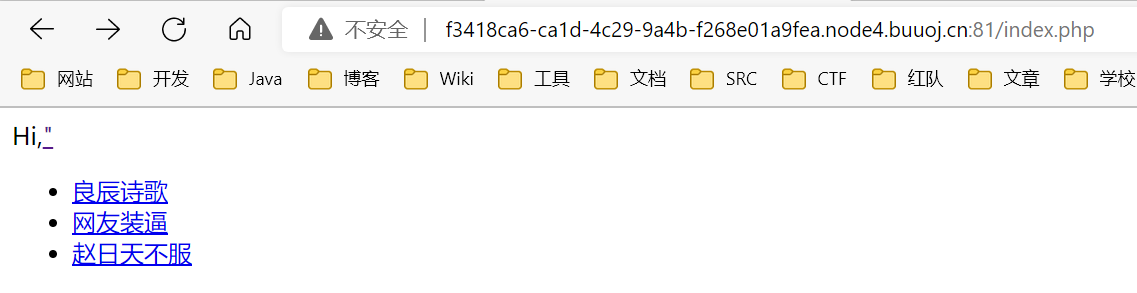 不安全 | f3418ca6-ca1d-4c29-9a4b-f268e01a9fea.node4.buuoj.cn:81/index.php
网站 开发 Java 博客 Wiki 工具 文档 SRC CTF 红队 文章 学校
Hi,"
良辰诗歌
网友装逼
赵日天不服